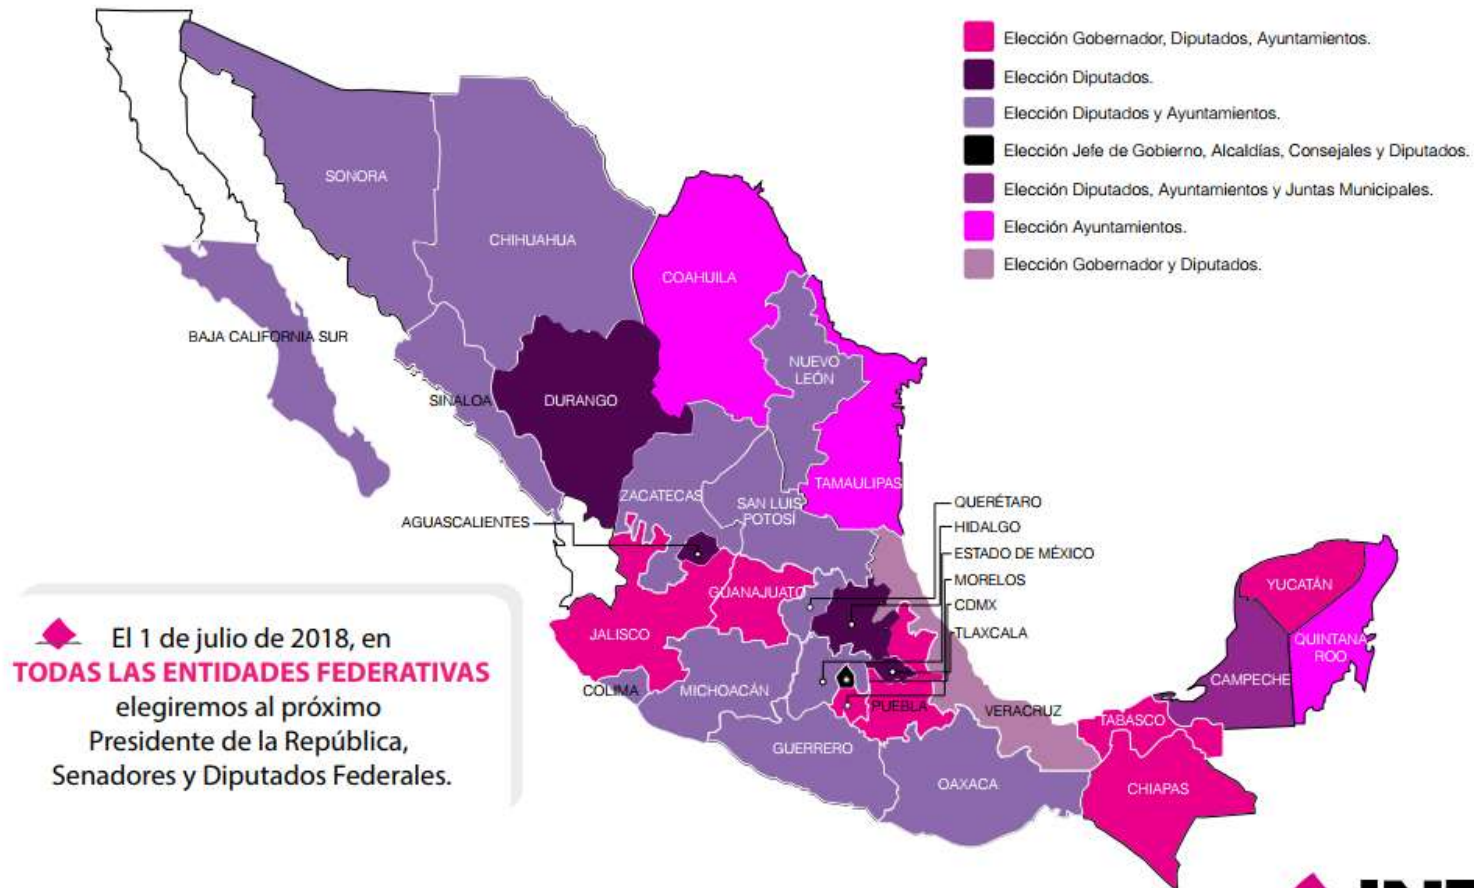 Elección Gobernador, Diputados, Ayuntamientos.
Elección Diputados.
Elección Diputados y Ayuntamientos.
Elección Jefe de Gobierno, Alcaldías, Consejales y Diputados.
Elección Diputados, Ayuntamientos y Juntas Municipales.
Elección Ayuntamientos.
Elección Gobernador y Diputados.
SONORA
CHIHUAHUA
COAHUILA
BAJA CALIFORNIA SUR
NUEVO
LEÓN
SINALOA
DURANGO
TAMAULIPAS
ZACATECAS
SAN LUIS
POTOSÍ
AGUASCALIENTES
QUERÉTARO
HIDALGO
ESTADO DE MÉXICO
MORELOS
CDMX
TLAXCALA
GUANAJUATO
JALISCO
COLIMA
MICHOACÁN
PUEBLA
VERACRUZ
GUERRERO
OAXACA
TABASCO
CHIAPAS
YUCATÁN
QUINTANA
ROO
CAMPECHE
El 1 de julio de 2018, en
TODAS LAS ENTIDADES FEDERATIVAS
elegiremos al próximo
Presidente de la República,
Senadores y Diputados Federales.